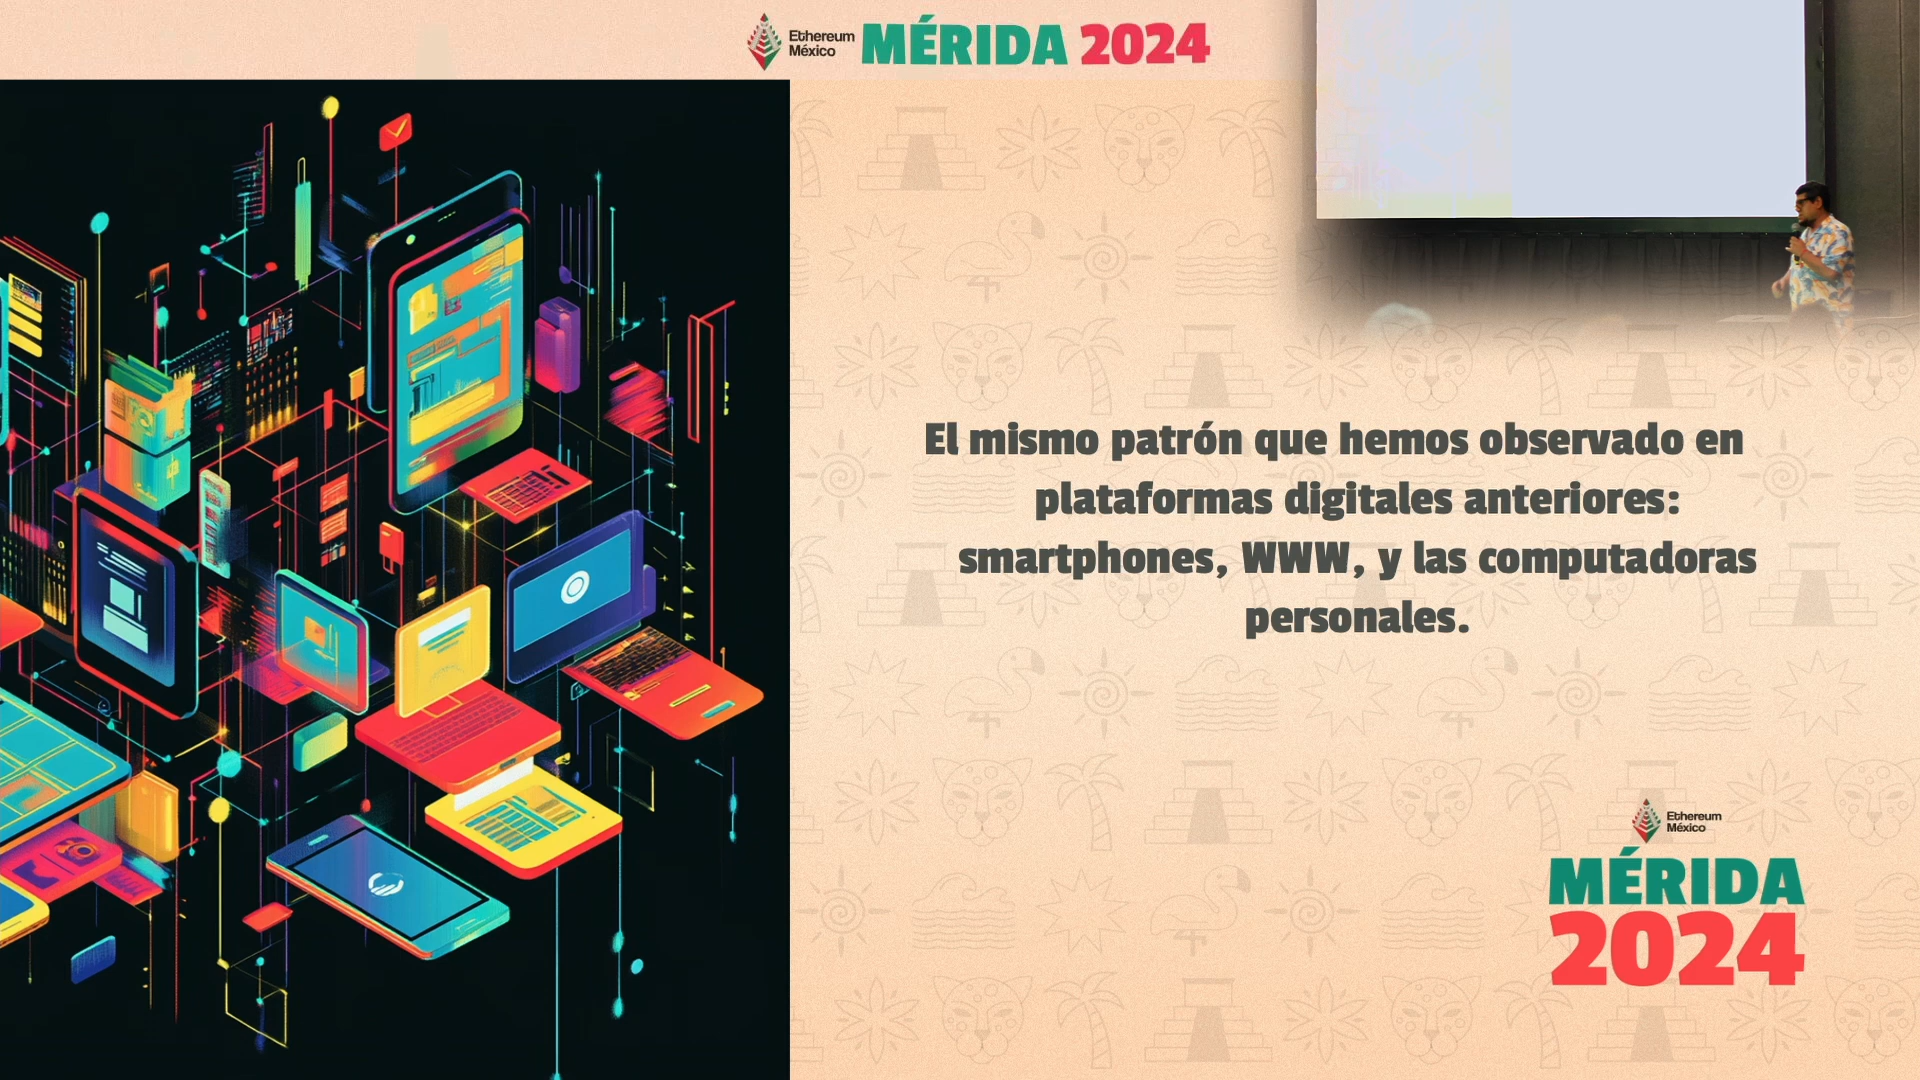 Ethereum
México
MÉRIDA 2024
El mismo patrón que hemos observado en
plataformas digitales anteriores:
smartphones, WWW, y las computadoras
personales.
Ethereum
México
MÉRIDA
2024